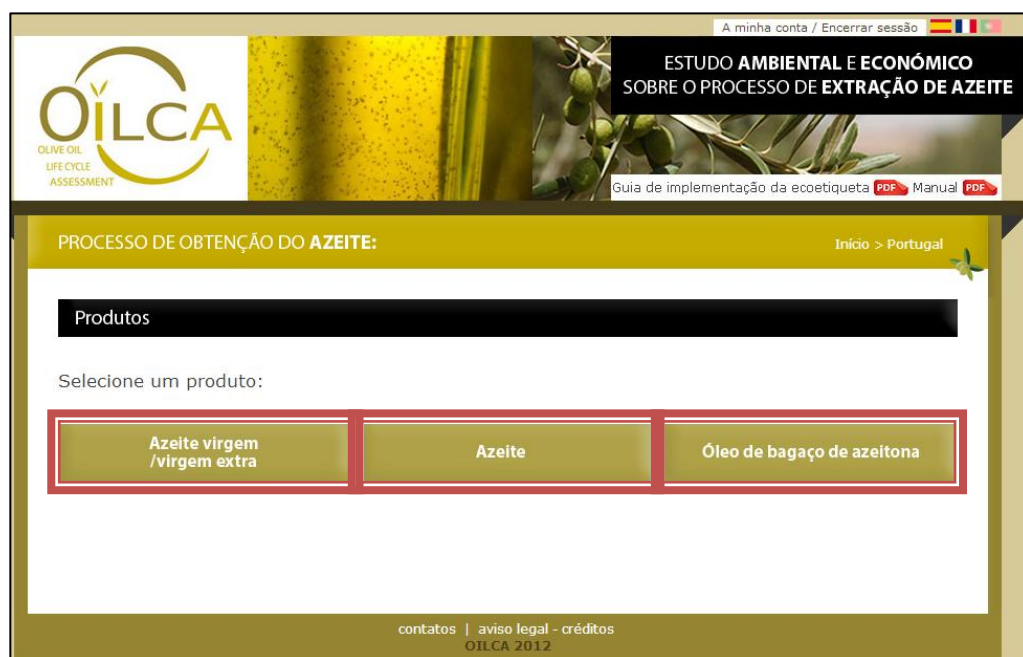 A minha conta / Encerrar sessão
OILCA
OLIVE OIL
LIFE CYCLE
ASSESSMENT
ESTUDO AMBIENTAL E ECONÓMICO
SOBRE O PROCESSO DE EXTRAÇÃO DE AZEITE
Guia de implementação da ecoetiqueta PDF Manual PDF
PROCESSO DE OBTENÇÃO DO AZEITE:
Início > Portugal
Produtos
Selecione um produto:
Azeite virgem
/virgem extra
Azeite
Óleo de bagaço de azeitona
contatos | aviso legal - créditos
OILCA 2012